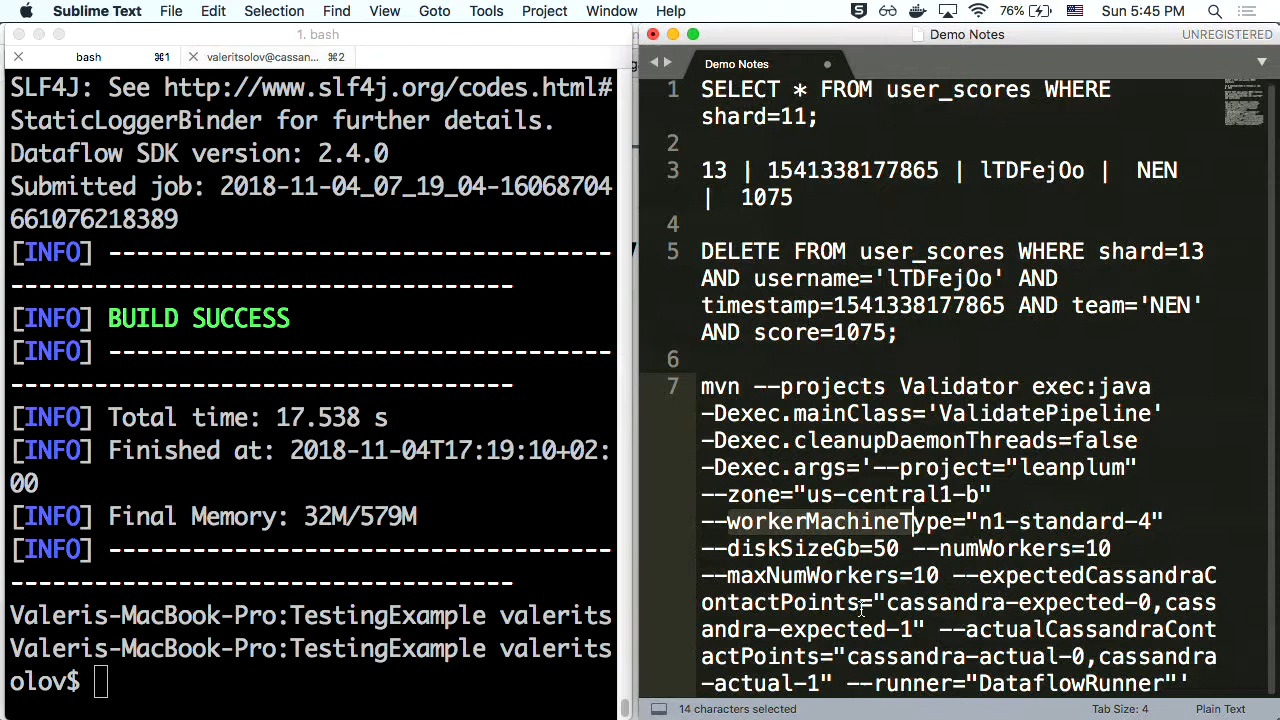 Sublime Text File Edit Selection Find View Goto Tools Project Window Help 76% Sun 5:45 PM
1. bash
bash ⌘1 valeritsolov@cassan... ⌘2
SLF4J: See http://www.slf4j.org/codes.html#
StaticLoggerBinder for further details.
Dataflow SDK version: 2.4.0
Submitted job: 2018-11-04_07_19_04-16068704
661076218389
[INFO] -----------------------------------------
-----------------------------------------
[INFO] BUILD SUCCESS
[INFO] -----------------------------------------
-----------------------------------------
[INFO] Total time: 17.538 s
[INFO] Finished at: 2018-11-04T17:19:10+02:
00
[INFO] Final Memory: 32M/579M
[INFO] -----------------------------------------
-----------------------------------------
Valeris-MacBook-Pro:TestingExample valerits
Valeris-MacBook-Pro:TestingExample valerits
olov$
Demo Notes UNREGISTERED
Demo Notes
1 SELECT * FROM user_scores WHERE
shard=11;
2
3 13 | 1541338177865 | lTDFejOo | NEN
| 1075
4
5 DELETE FROM user_scores WHERE shard=13
AND username='lTDFejOo' AND
timestamp=1541338177865 AND team='NEN'
AND score=1075;
6
7 mvn --projects Validator exec:java
-Dexec.mainClass='ValidatePipeline'
-Dexec.cleanupDaemonThreads=false
-Dexec.args='--project="leanplum"
--zone="us-central1-b"
--workerMachineType="n1-standard-4"
--diskSizeGb=50 --numWorkers=10
--maxNumWorkers=10 --expectedCassandraC
ontactPoints="cassandra-expected-0,cass
andra-expected-1" --actualCassandraCont
actPoints="cassandra-actual-0,cassandra
-actual-1" --runner="DataflowRunner"'
14 characters selected Tab Size: 4 Plain Text